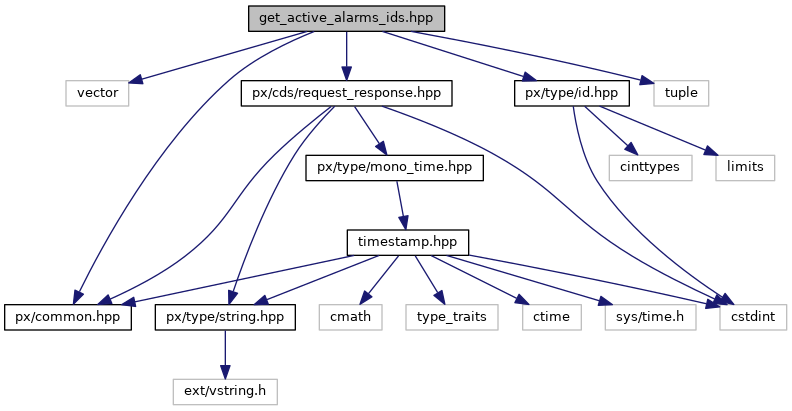 get_active_alarms_ids.hpp
vector
px/cds/request_response.hpp
px/type/id.hpp
tuple
px/type/mono_time.hpp
cinttypes
limits
timestamp.hpp
px/common.hpp
px/type/string.hpp
cmath
type_traits
ctime
sys/time.h
cstdint
ext/vstring.h